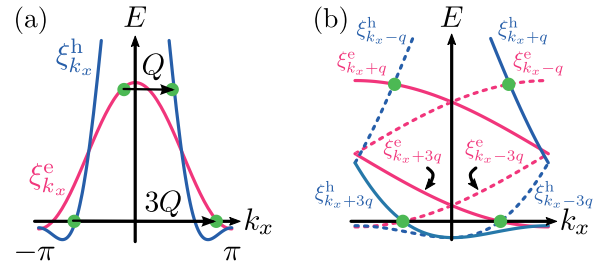 (a)
E
ξ^h_{k_x}
Q
ξ^e_{k_x}
3Q
k_x
−π
π
(b)
E
ξ^h_{k_x−q}
ξ^h_{k_x+q}
ξ^e_{k_x+q}
ξ^e_{k_x−q}
ξ^e_{k_x+3q}
ξ^e_{k_x−3q}
ξ^h_{k_x+3q}
ξ^h_{k_x−3q}
k_x